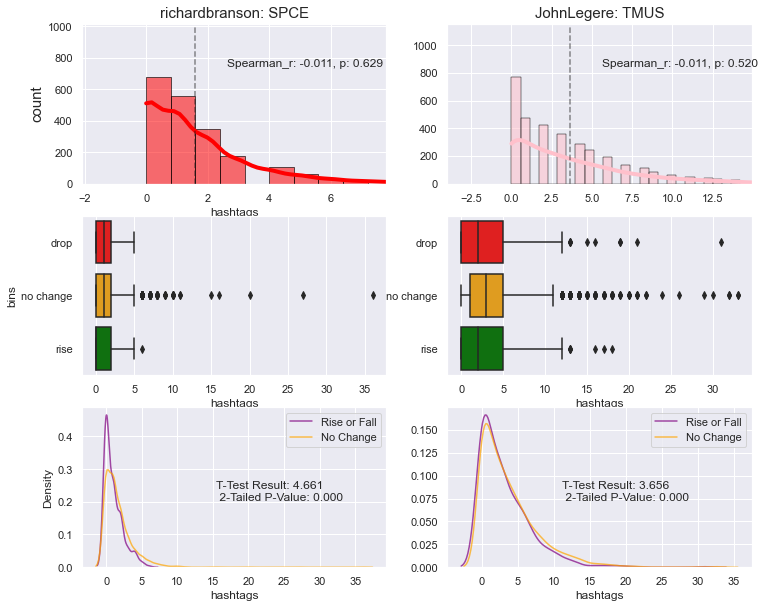 richardbranson: SPCE
1000
800
600
400
200
0
count
Spearman_r: -0.011, p: 0.629
−2 0 2 4 6
hashtags
JohnLegere: TMUS
1000
800
600
400
200
0
Spearman_r: -0.011, p: 0.520
−2.5 0.0 2.5 5.0 7.5 10.0 12.5
hashtags
bins
drop
no change
rise
0 5 10 15 20 25 30 35
hashtags
drop
no change
rise
0 5 10 15 20 25 30
hashtags
Density
0.4
0.3
0.2
0.1
0.0
Rise or Fall
No Change
T-Test Result: 4.661
2-Tailed P-Value: 0.000
0 5 10 15 20 25 30 35
hashtags
0.150
0.125
0.100
0.075
0.050
0.025
0.000
Rise or Fall
No Change
T-Test Result: 3.656
2-Tailed P-Value: 0.000
0 5 10 15 20 25 30 35
hashtags